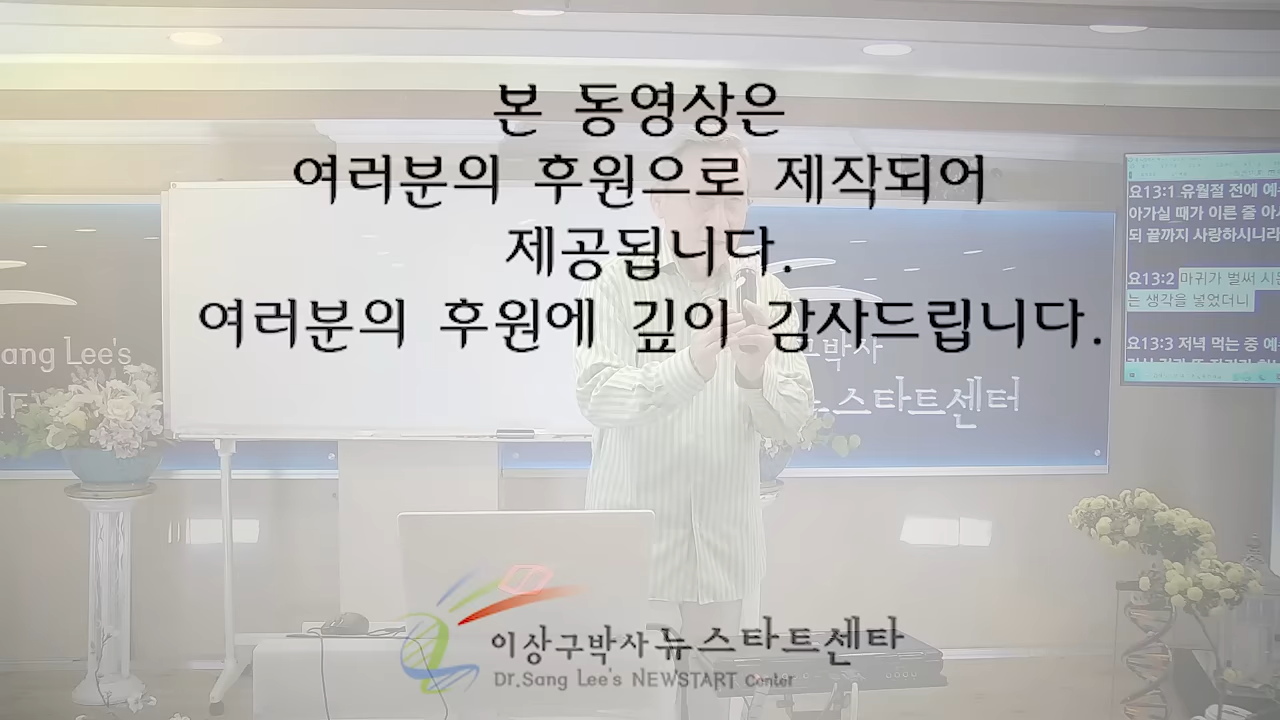 본 동영상은
여러분의 후원으로 제작되어
제공됩니다.
여러분의 후원에 깊이 감사드립니다.
요13:1 유월절 전에
아가실 때가 이른 줄
되 끝까지 사랑하시니라
요13:2 마귀가 벌써
는 생각을 넣었더니
요13:3 저녁 먹는 중
ang Lee's
박사
스타트센터
이상구박사 뉴스타트센타
Dr.Sang Lee's NEWSTART Center